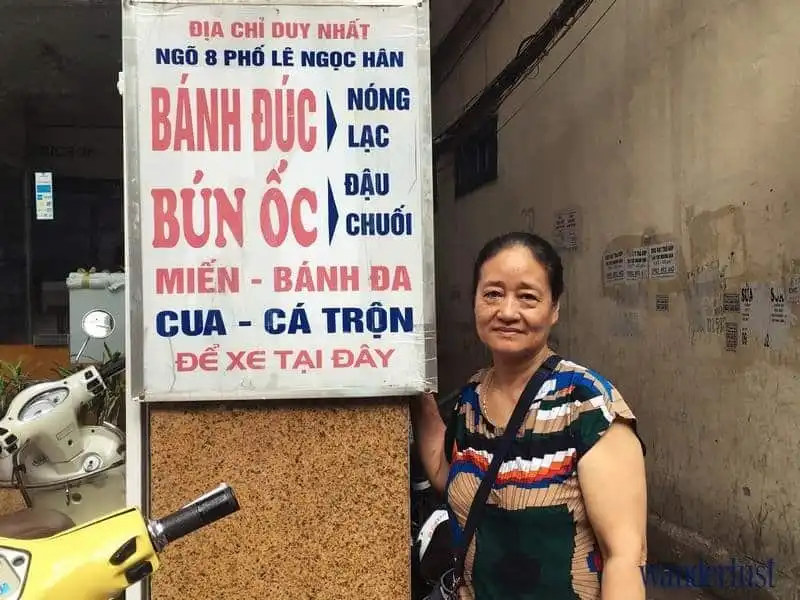 ĐỊA CHỈ DUY NHẤT
NGÕ 8 PHỐ LÊ NGỌC HÂN
BÁNH ĐÚC
NÓNG
LẠC
BÚN ỐC
ĐẬU
CHUỐI
MIẾN - BÁNH ĐA
CUA - CÁ TRỘN
ĐỂ XE TẠI ĐÂY
SỬA
wanderlust